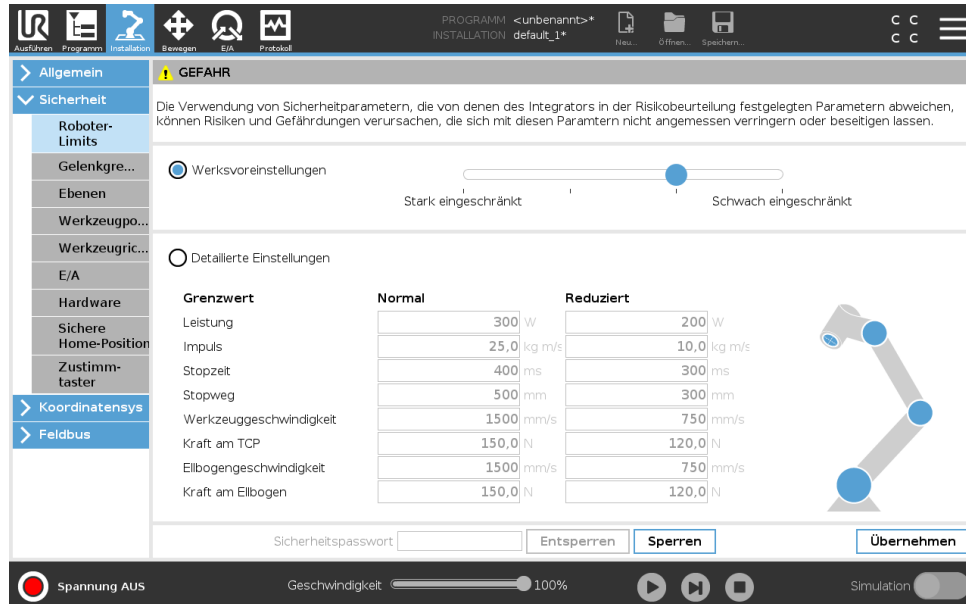 UR
PROGRAMM <unbenannt>*
INSTALLATION default_1*
Ausführen Programm Installation Bewegen E/A Protokoll Neu... Öffnen... Speichern...
C C
C C
Allgemein
Sicherheit
Roboter-
Limits
Gelenkgre...
Ebenen
Werkzeugpo...
Werkzeugric...
E/A
Hardware
Sichere
Home-Position
Zustimm-
taster
Koordinatensys
Feldbus
GEFAHR
Die Verwendung von Sicherheitparametern, die von denen des Integrators in der Risikobeurteilung festgelegten Parametern abweichen,
können Risiken und Gefährdungen verursachen, die sich mit diesen Paramtern nicht angemessen verringern oder beseitigen lassen.
Werksvoreinstellungen
Stark eingeschränkt Schwach eingeschränkt
Detailierte Einstellungen
Grenzwert Normal Reduziert
Leistung 300 W 200 W
Impuls 25,0 kg m/s 10,0 kg m/s
Stopzeit 400 ms 300 ms
Stopweg 500 mm 300 mm
Werkzeuggeschwindigkeit 1500 mm/s 750 mm/s
Kraft am TCP 150,0 N 120,0 N
Ellbogengeschwindigkeit 1500 mm/s 750 mm/s
Kraft am Ellbogen 150,0 N 120,0 N
Sicherheitspasswort Entsperren Sperren Übernehmen
Spannung AUS Geschwindigkeit 100% Simulation